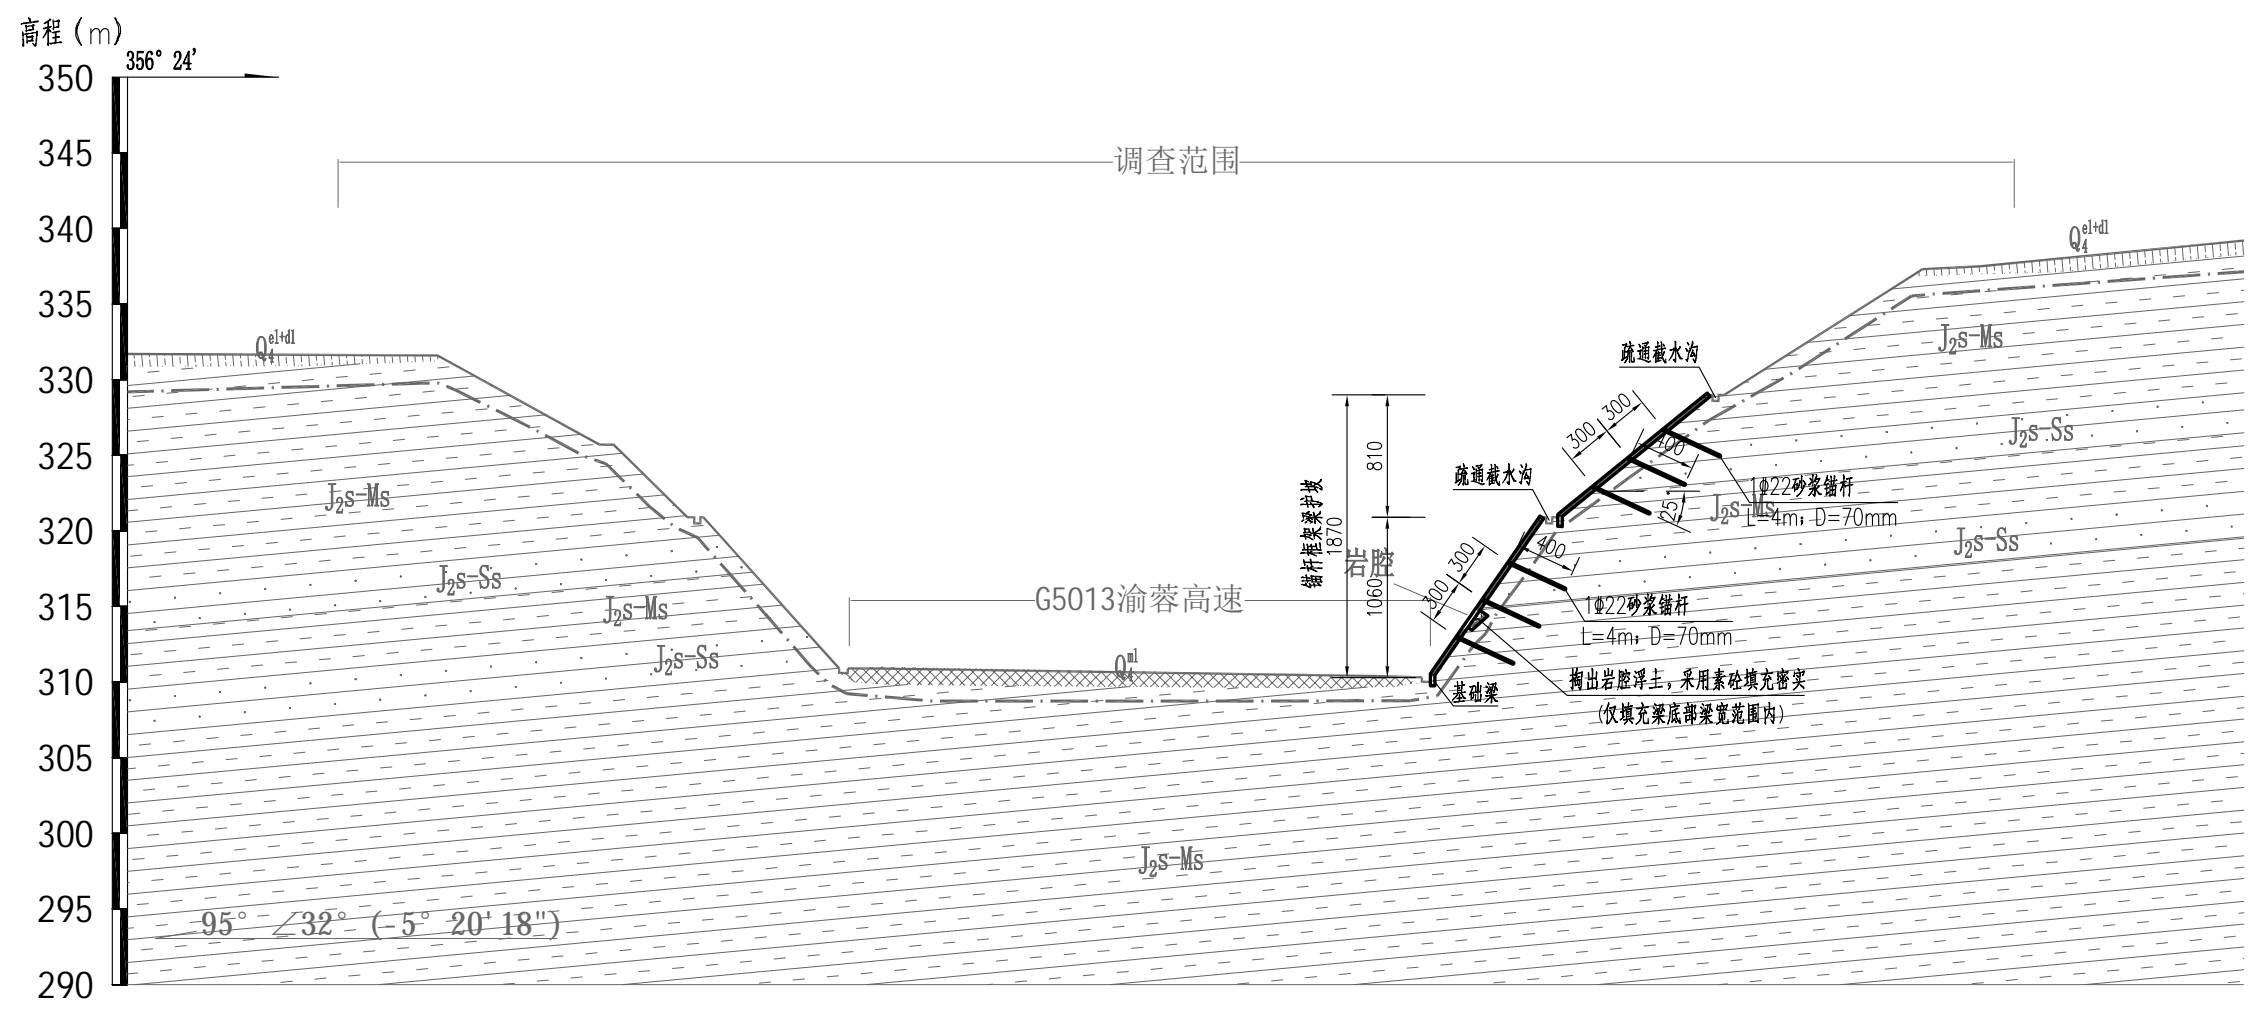 高程（m）
356° 24'
350
345
340
335
330
325
320
315
310
305
300
295
290
调查范围
Q₄ᵉˡ⁺ᵈˡ
Q₄ᵉˡ⁺ᵈˡ
J₂s-Ms
疏通截水沟
300
300
400
810
J₂s-Ss
疏通截水沟
1Φ22砂浆锚杆
L=4m; D=70mm
25°
J₂s-Ms
J₂s-Ms
锚杆框架梁护坡
1870
J₂s-Ss
400
300
300
岩腔
1060
J₂s-Ss
J₂s-Ms
G5013渝蓉高速
1Φ22砂浆锚杆
L=4m; D=70mm
J₂s-Ss
Q₄ᵐˡ
掏出岩腔浮土，采用素砼填充密实
(仅填充梁底部梁宽范围内)
基础梁
J₂s-Ms
95° ∠32° (-5° 20'18")